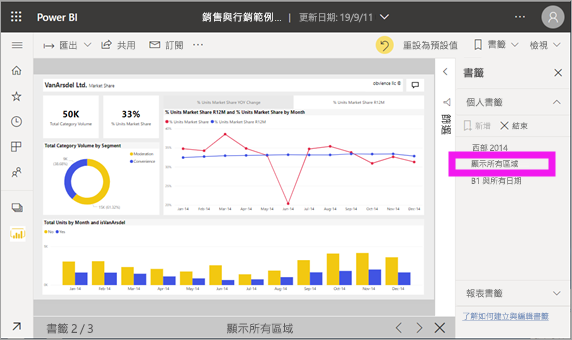 Power BI
銷售與行銷範例... | 更新日期: 19/9/11
匯出 共用 訂閱
重設為預設值 書籤 檢視
VanArsdel Ltd. Market Share
obvience llc ©
50K
Total Category Volume
33%
% Units Market Share
% Units Market Share YOY Change
% Units Market Share R12M
% Units Market Share and % Units Market Share R12M by Month
% Units Market Share % Units Market Share R12M
Jan-14 Feb-14 Mar-14 Apr-14 May-14 Jun-14 Jul-14 Aug-14 Sep-14 Oct-14 Nov-14 Dec-14
Total Category Volume by Segment
Moderation
Convenience
Total Units by Month and isVanArsdel
No Yes
Jan-14 Feb-14 Mar-14 Apr-14 May-14 Jun-14 Jul-14 Aug-14 Sep-14 Oct-14 Nov-14 Dec-14
書籤 2 / 3
顯示所有區域
篩選
書籤
個人書籤
新增 結束
百部 2014
顯示所有區域
B1 與所有日期
報表書籤
了解如何建立與編輯書籤